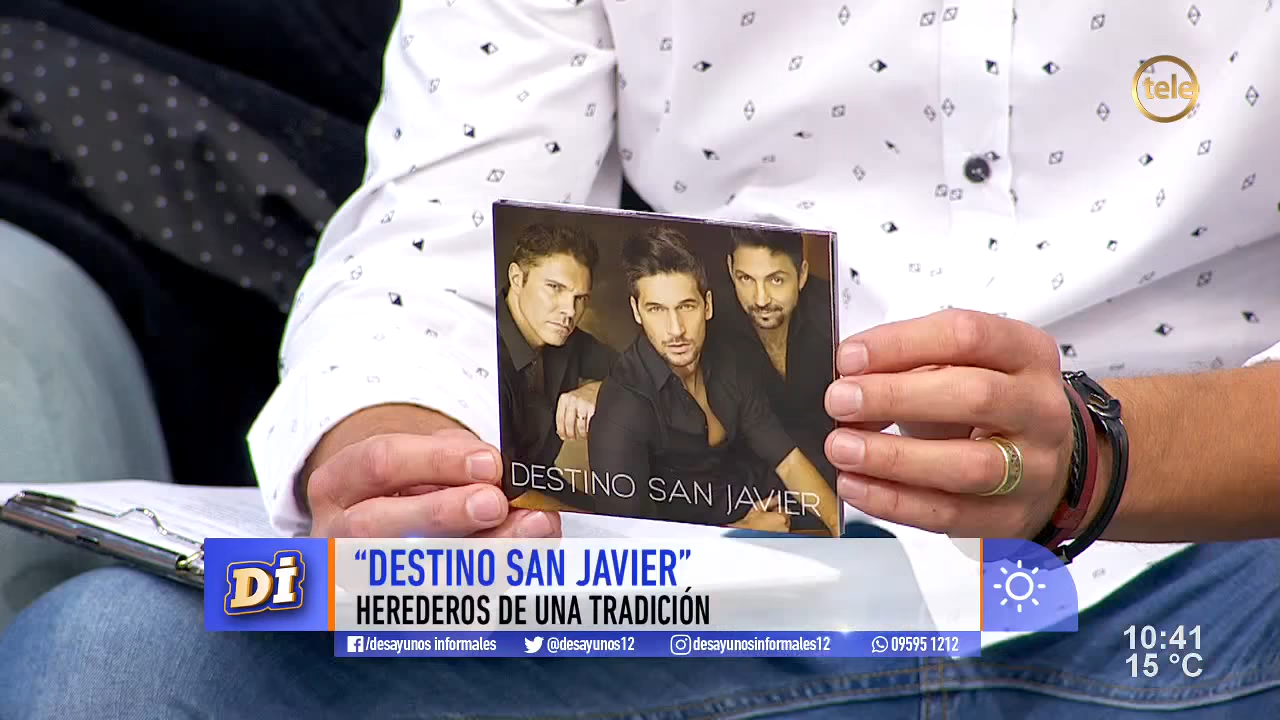 tele
DESTINO SAN JAVIER
Di
“DESTINO SAN JAVIER”
HEREDEROS DE UNA TRADICIÓN
/desayunos informales @desayunos12 desayunosinformales12 09595 1212
10:41
15 °C